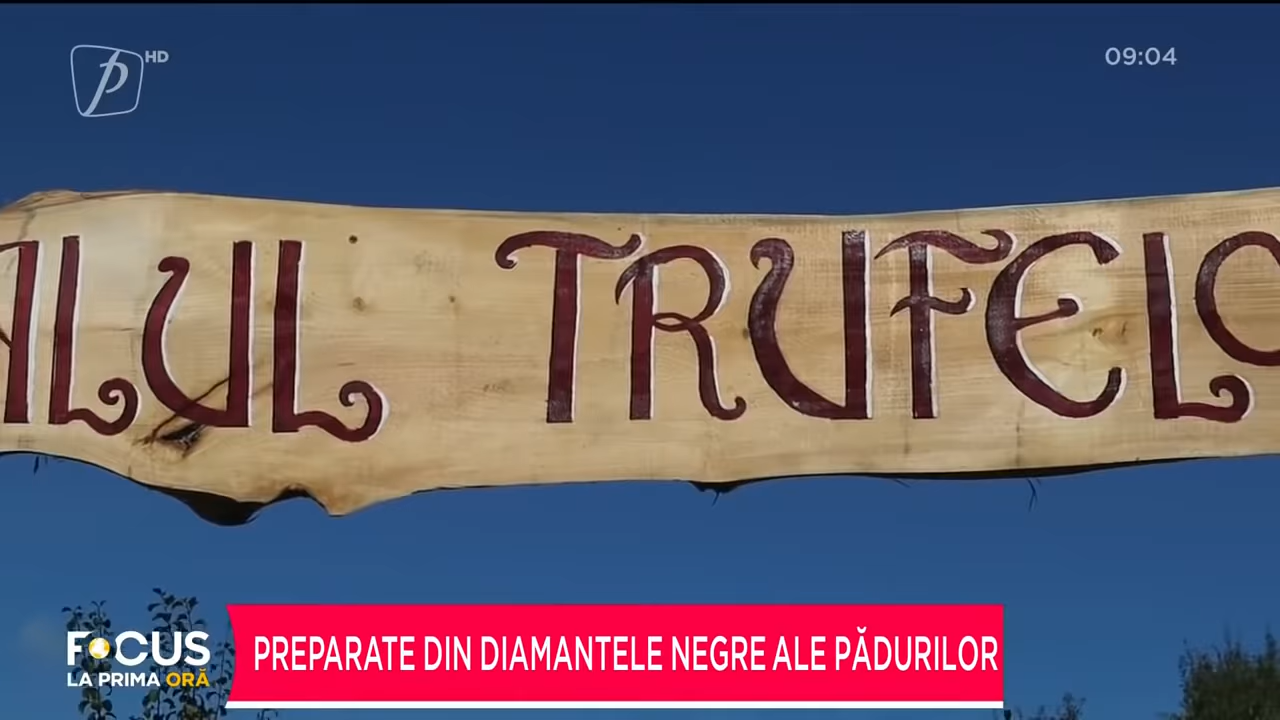 HD
09:04
ALUL TRUFELO
FOCUS
LA PRIMA ORĂ
PREPARATE DIN DIAMANTELE NEGRE ALE PĂDURILOR